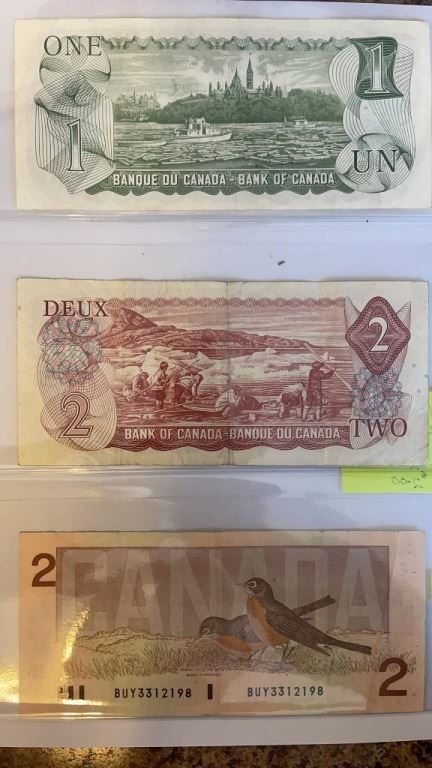 ONE
1
1
UN
BANQUE DU CANADA - BANK OF CANADA
DEUX
2
2
TWO
BANK OF CANADA - BANQUE DU CANADA
2
CANADA
2
BUY3312198 BUY3312198